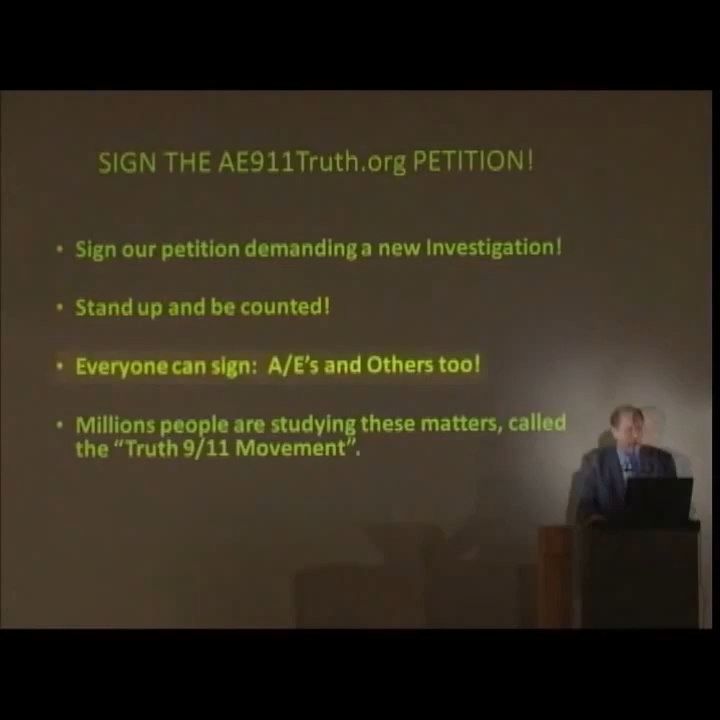 SIGN THE AE911Truth.org PETITION!
• Sign our petition demanding a new Investigation!
• Stand up and be counted!
• Everyone can sign: A/E's and Others too!
• Millions people are studying these matters, called
the "Truth 9/11 Movement".